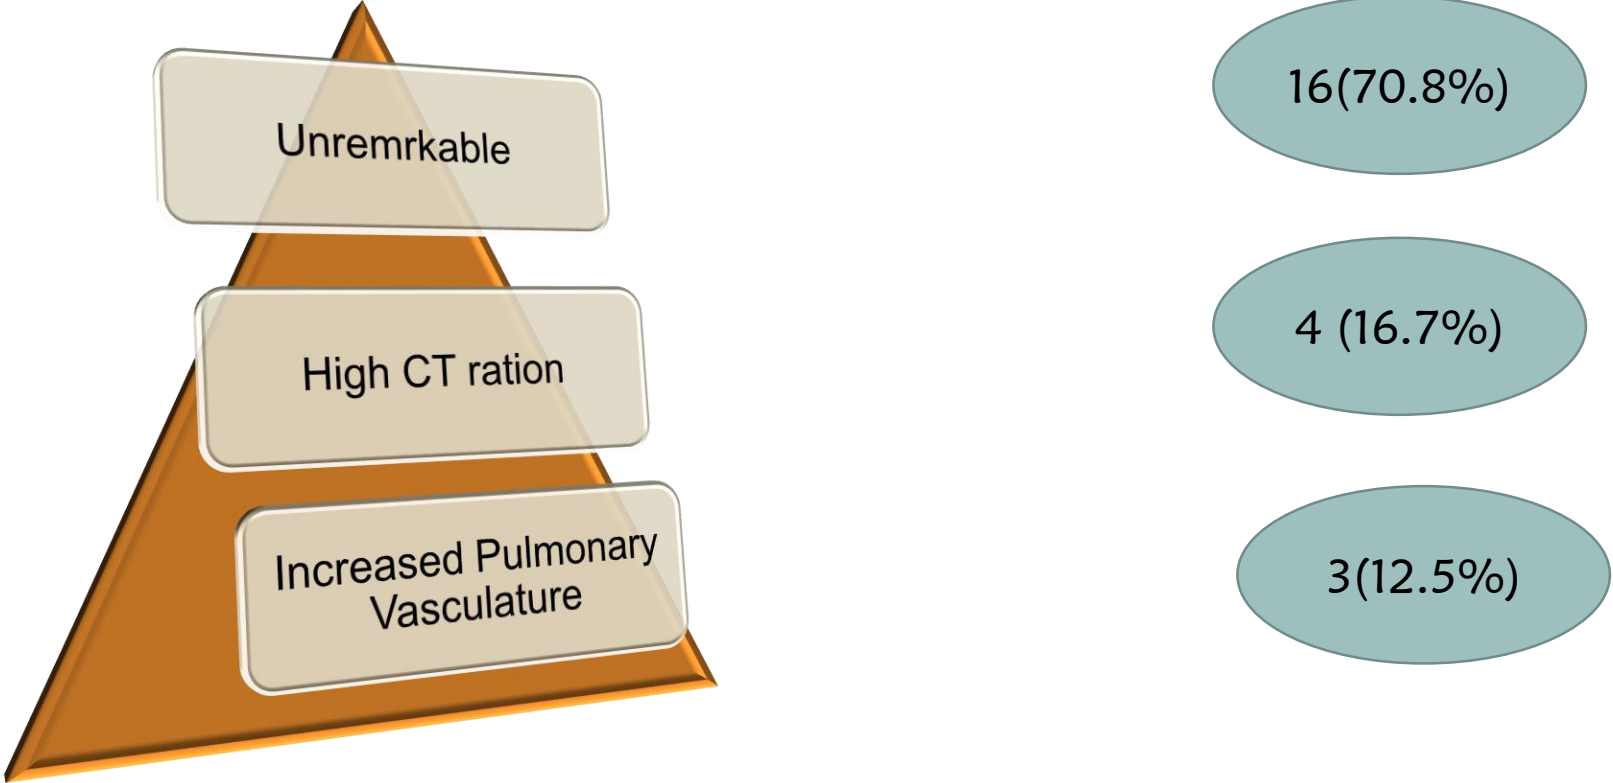 Unremrkable
16(70.8%)
High CT ration
4 (16.7%)
Increased Pulmonary
Vasculature
3(12.5%)